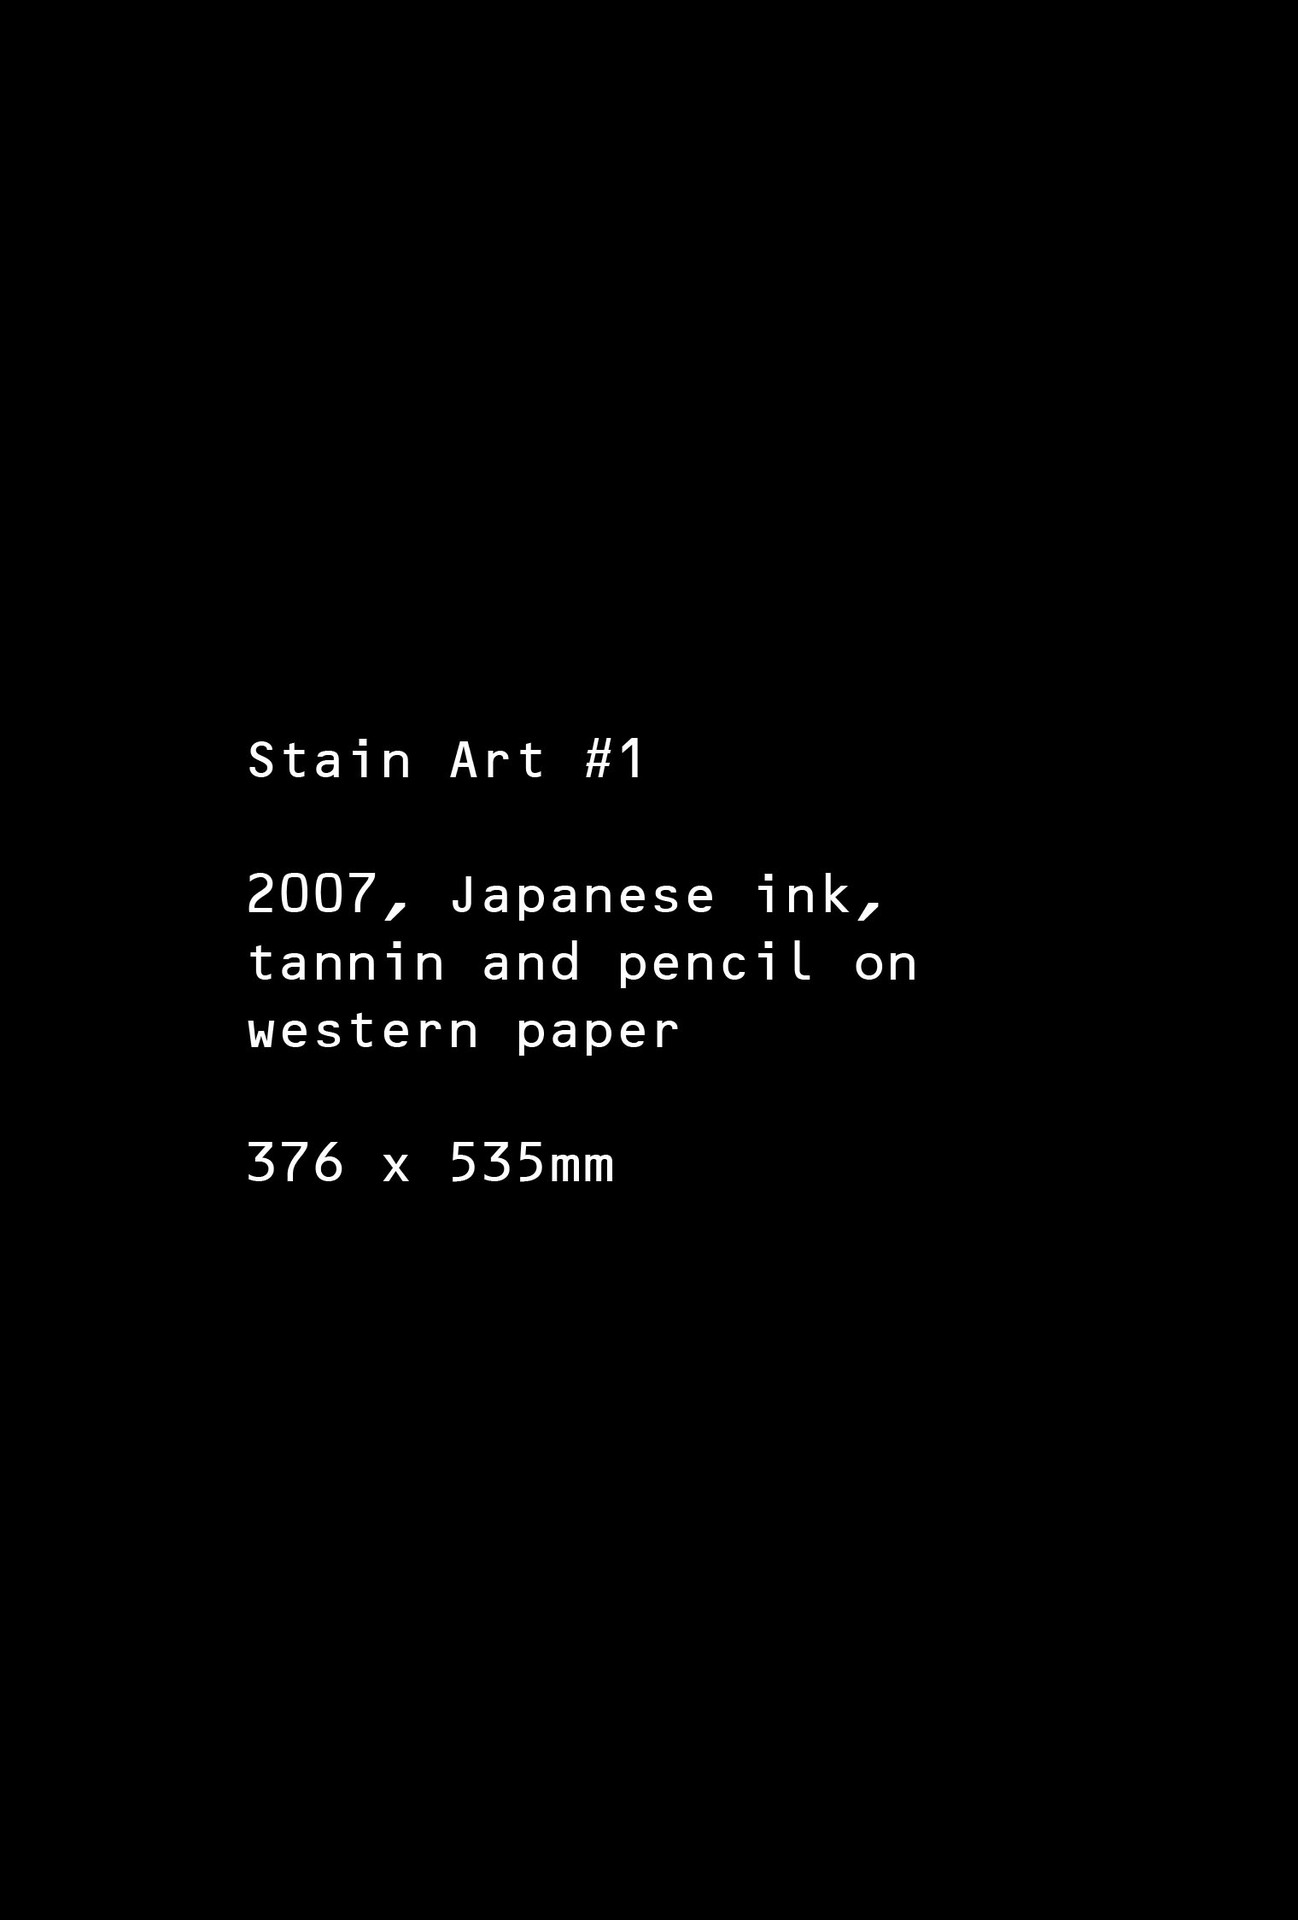 Stain Art #1
2007, Japanese ink,
tannin and pencil on
western paper
376 x 535mm